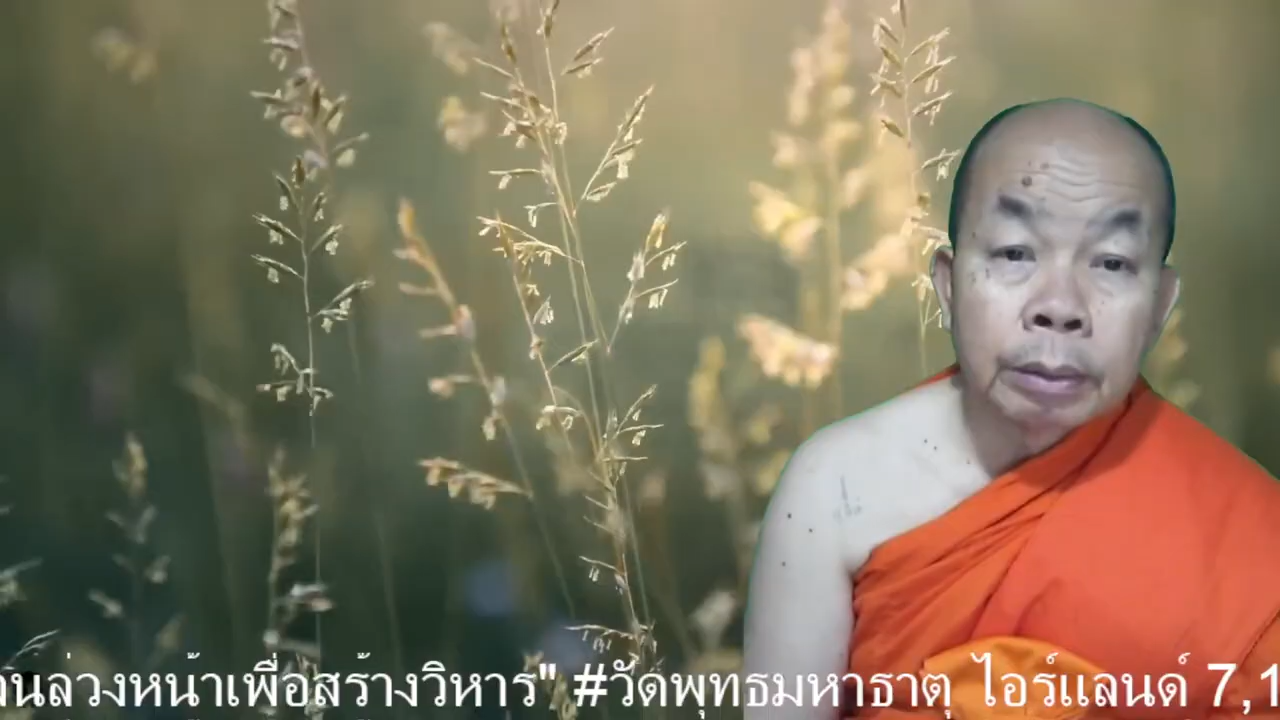 ล่วงหน้าเพื่อสร้างวิหาร" #วัดพุทธมหาธาตุ ไอร์แลนด์ 7,1